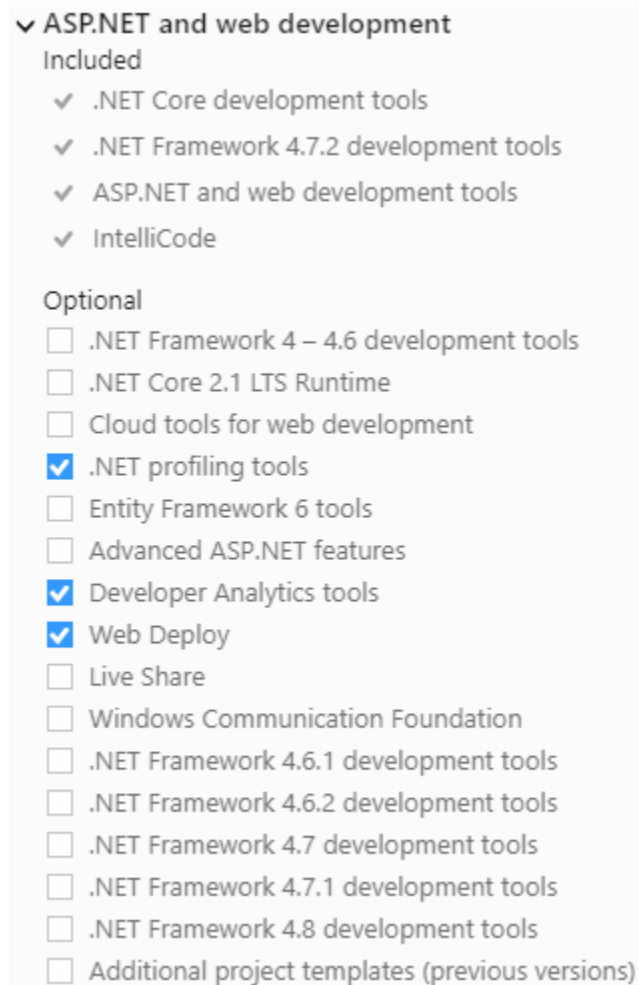 ASP.NET and web development
Included
.NET Core development tools
.NET Framework 4.7.2 development tools
ASP.NET and web development tools
IntelliCode
Optional
.NET Framework 4 – 4.6 development tools
.NET Core 2.1 LTS Runtime
Cloud tools for web development
.NET profiling tools
Entity Framework 6 tools
Advanced ASP.NET features
Developer Analytics tools
Web Deploy
Live Share
Windows Communication Foundation
.NET Framework 4.6.1 development tools
.NET Framework 4.6.2 development tools
.NET Framework 4.7 development tools
.NET Framework 4.7.1 development tools
.NET Framework 4.8 development tools
Additional project templates (previous versions)